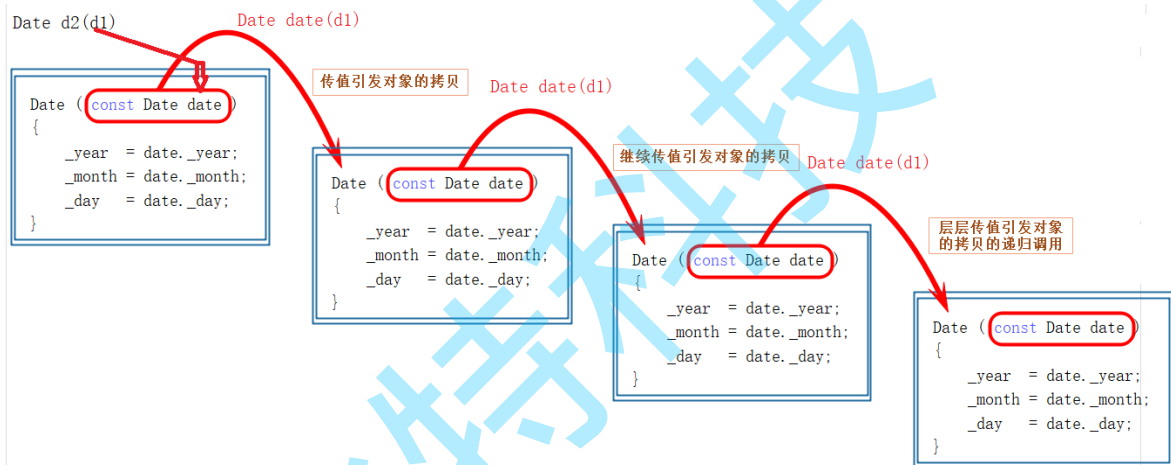 Date d2(d1)
Date date(d1)
传值引发对象的拷贝
Date (const Date date)
{
_year = date._year;
_month = date._month;
_day = date._day;
}
Date date(d1)
继续传值引发对象的拷贝
Date (const Date date)
{
_year = date._year;
_month = date._month;
_day = date._day;
}
Date date(d1)
层层传值引发对象
的拷贝的递归调用
Date (const Date date)
{
_year = date._year;
_month = date._month;
_day = date._day;
}
Date (const Date date)
{
_year = date._year;
_month = date._month;
_day = date._day;
}
特科技